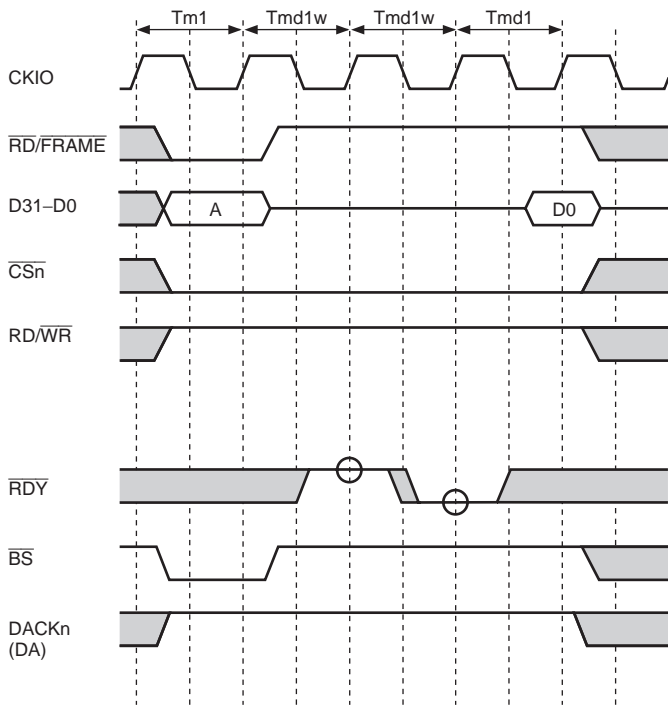 Tm1 Tmd1w Tmd1w Tmd1
CKIO
RD/FRAME
D31–D0 A D0
CSn
RD/WR
RDY
BS
DACKn
(DA)